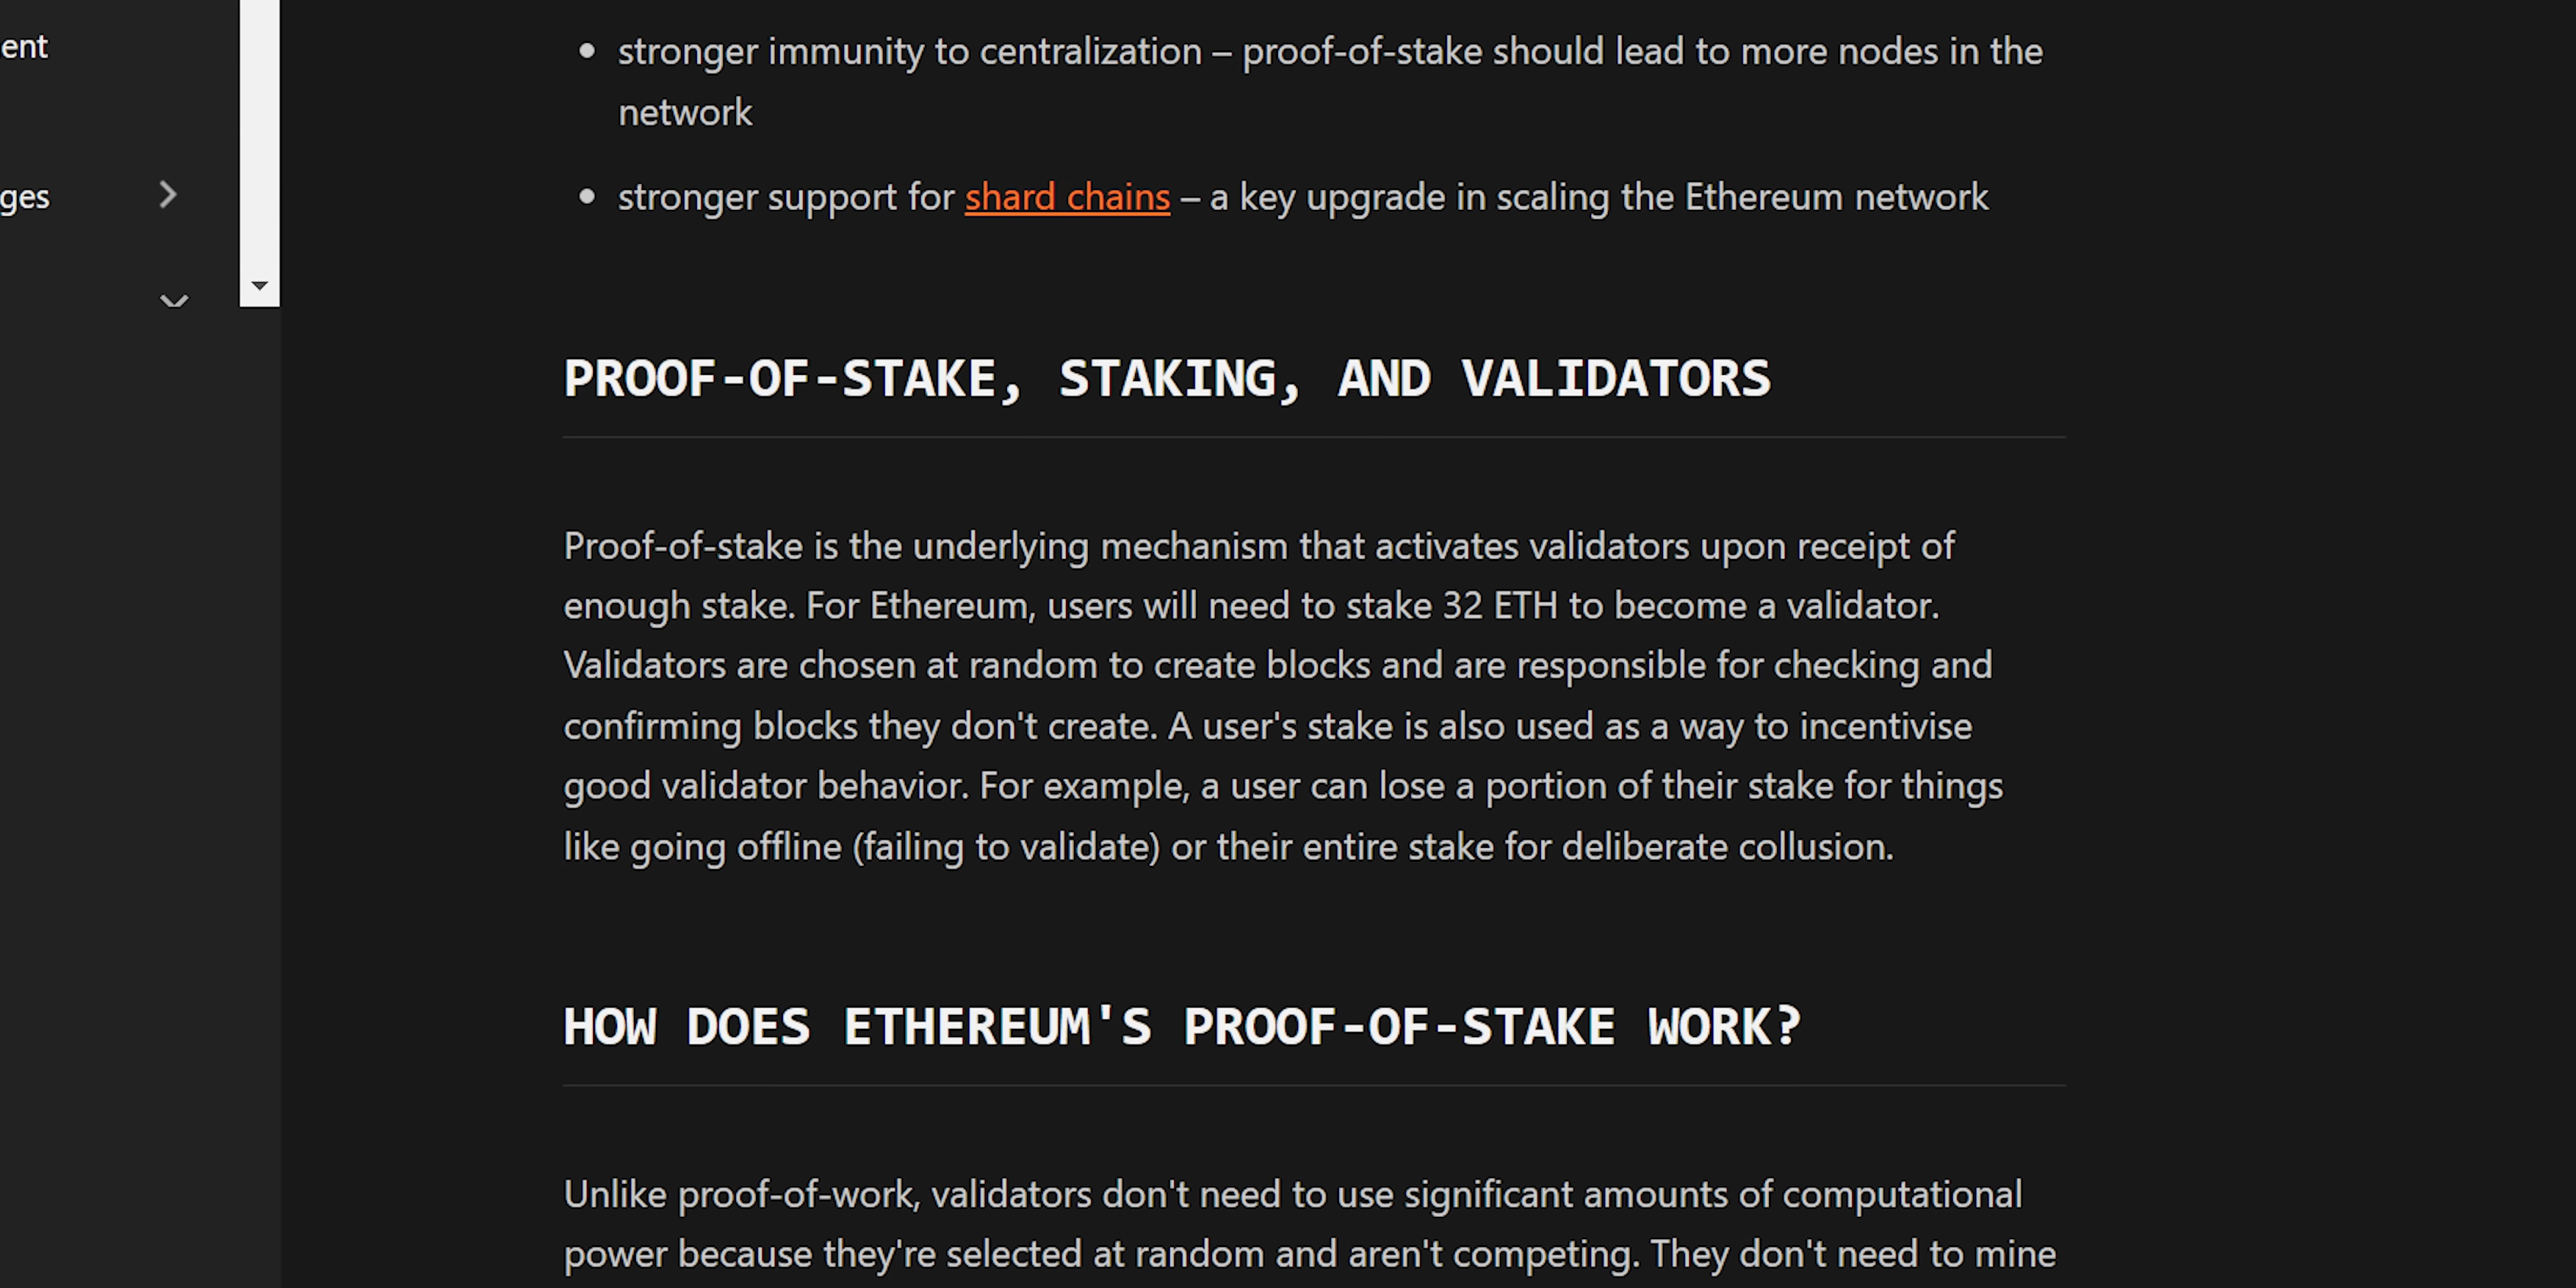 ent
ges
• stronger immunity to centralization – proof-of-stake should lead to more nodes in the
network
• stronger support for shard chains – a key upgrade in scaling the Ethereum network
PROOF-OF-STAKE, STAKING, AND VALIDATORS
Proof-of-stake is the underlying mechanism that activates validators upon receipt of
enough stake. For Ethereum, users will need to stake 32 ETH to become a validator.
Validators are chosen at random to create blocks and are responsible for checking and
confirming blocks they don't create. A user's stake is also used as a way to incentivise
good validator behavior. For example, a user can lose a portion of their stake for things
like going offline (failing to validate) or their entire stake for deliberate collusion.
HOW DOES ETHEREUM'S PROOF-OF-STAKE WORK?
Unlike proof-of-work, validators don't need to use significant amounts of computational
power because they're selected at random and aren't competing. They don't need to mine